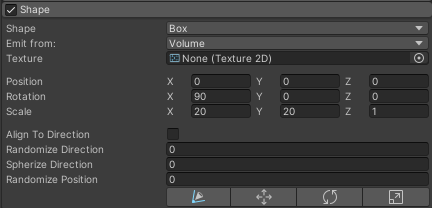 Shape
Shape Box
Emit from: Volume
Texture None (Texture 2D)
Position X 0 Y 0 Z 0
Rotation X 90 Y 0 Z 0
Scale X 20 Y 20 Z 1
Align To Direction
Randomize Direction 0
Spherize Direction 0
Randomize Position 0